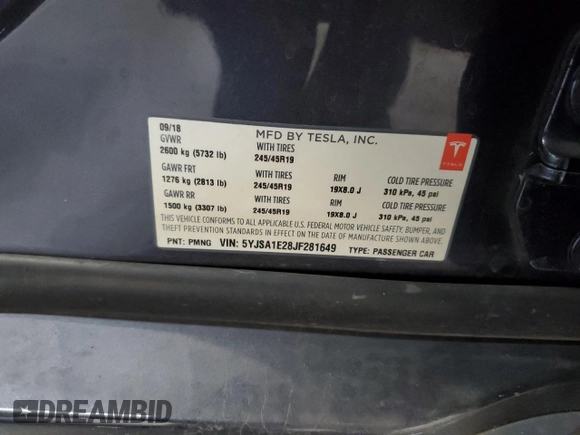 09/18
MFD BY TESLA, INC.
GVWR
2600 kg (5732 lb)
WITH TIRES
245/45R19
GAWR FRT
1276 kg (2813 lb)
WITH TIRES
245/45R19
RIM
19X8.0 J
COLD TIRE PRESSURE
310 kPa, 45 psi
GAWR RR
1500 kg (3307 lb)
WITH TIRES
245/45R19
RIM
19X8.0 J
COLD TIRE PRESSURE
310 kPa, 45 psi
THIS VEHICLE CONFORMS TO ALL APPLICABLE U.S. FEDERAL MOTOR VEHICLE SAFETY, BUMPER, AND
THEFT PREVENTION STANDARDS IN EFFECT ON THE DATE OF MANUFACTURE SHOWN ABOVE.
PNT: PMNG VIN: 5YJSA1E28JF281649 TYPE: PASSENGER CAR
TESLA
DREAMBID